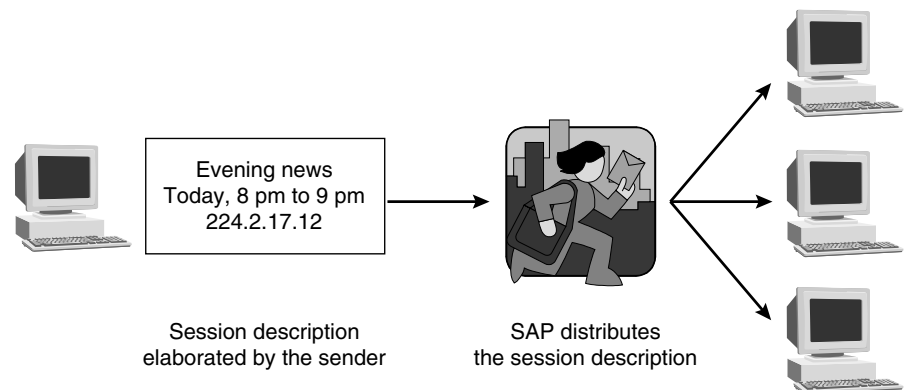 Evening news
Today, 8 pm to 9 pm
224.2.17.12
Session description
elaborated by the sender
SAP distributes
the session description